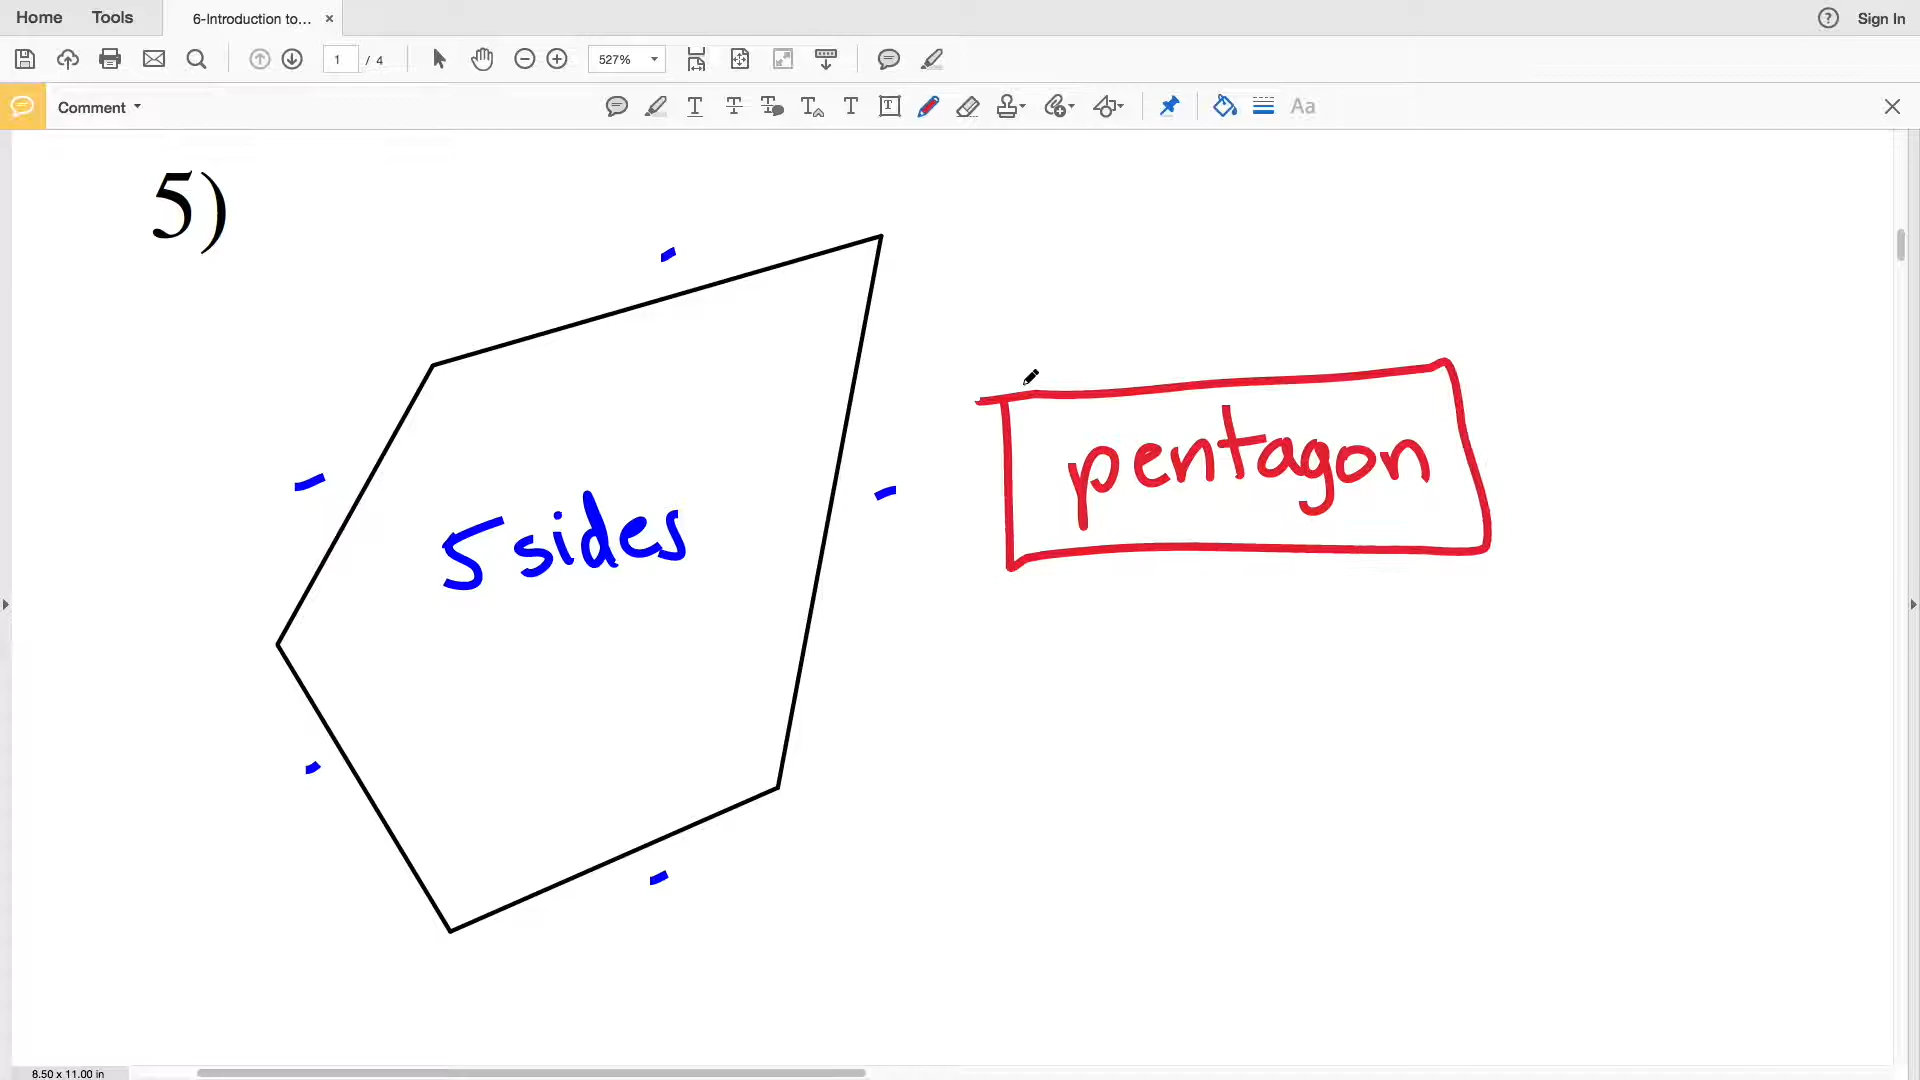 Home Tools 6-Introduction to... × ? Sign In
1 / 4 527%
Comment T T T T T T Aa
5)
5 sides
pentagon
8.50 x 11.00 in